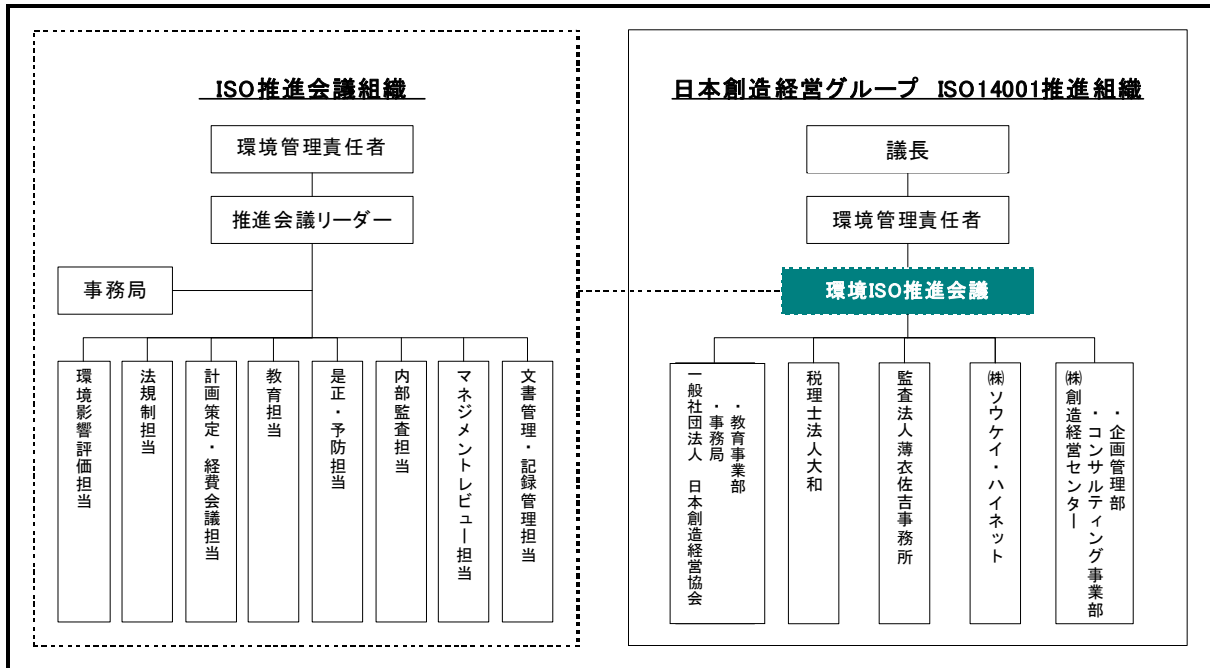 ISO推進会議組織
環境管理責任者
推進会議リーダー
事務局
環境影響評価担当
法規制担当
計画策定・経費会議担当
教育担当
是正・予防担当
内部監査担当
マネジメントレビュー担当
文書管理・記録管理担当
日本創造経営グループ ISO14001推進組織
議長
環境管理責任者
環境ISO推進会議
・教育事業部
・事務局
一般社団法人 日本創造経営協会
税理士法人大和
監査法人薄衣佐吉事務所
㈱ソウケイ・ハイネット
・企画管理部
・コンサルティング事業部
㈱創造経営センター